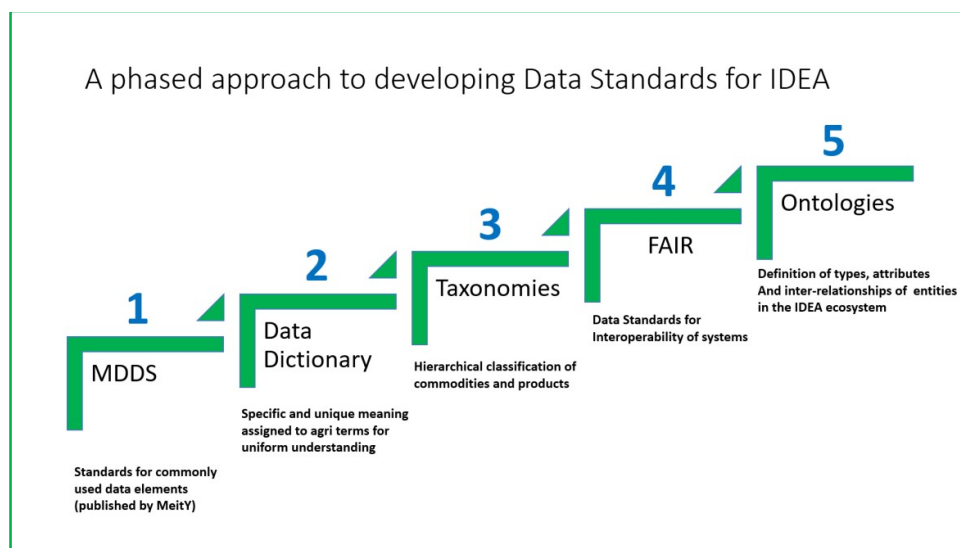 A phased approach to developing Data Standards for IDEA
1
MDDS
Standards for commonly
used data elements
(published by MeitY)
2
Data
Dictionary
Specific and unique meaning
assigned to agri terms for
uniform understanding
3
Taxonomies
Hierarchical classification of
commodities and products
4
FAIR
Data Standards for
Interoperability of systems
5
Ontologies
Definition of types, attributes
And inter-relationships of entities
in the IDEA ecosystem